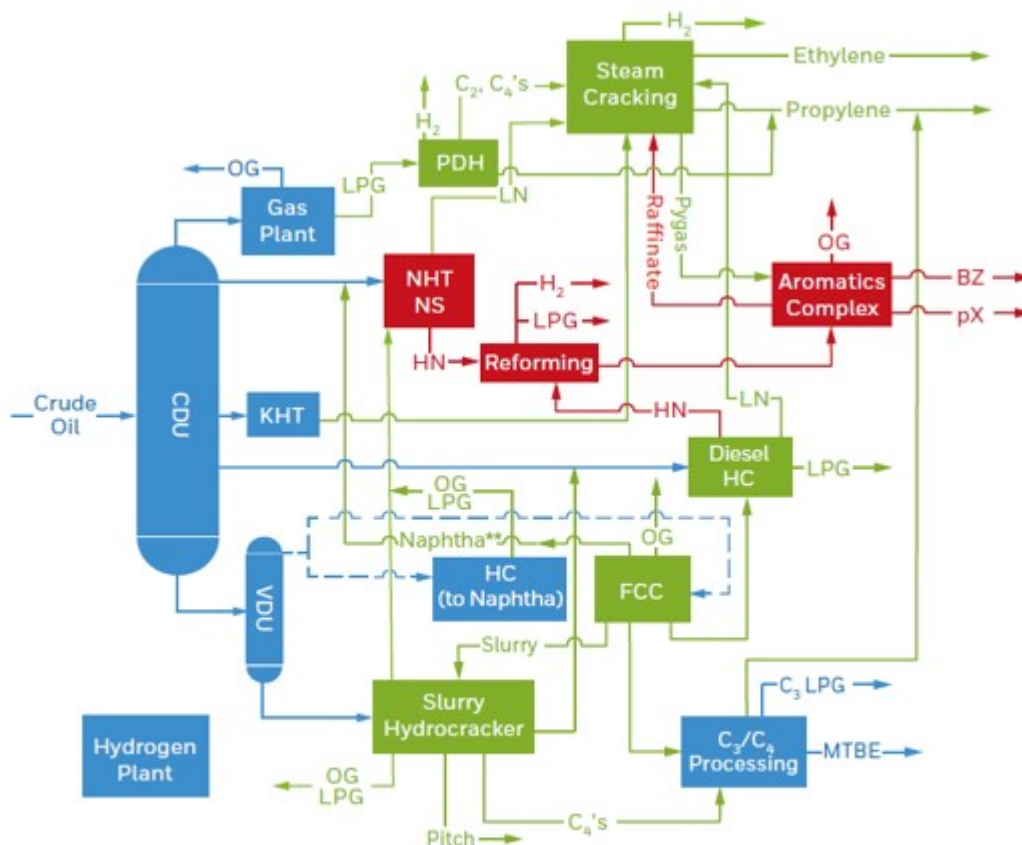 H₂
Ethylene
Steam
Cracking
C₂, C₄'s
Propylene
H₂
PDH
OG
LPG
LN
Gas
Plant
Raffinate
Pygas
OG
NHT
NS
H₂
Aromatics
Complex
BZ
LPG
pX
HN
Reforming
Crude
Oil
CDU
KHT
HN
LN
Diesel
HC
LPG
OG
LPG
OG
Naphtha**
HC
(to Naphtha)
FCC
VDU
Slurry
Slurry
Hydrocracker
C₃ LPG
Hydrogen
Plant
C₃/C₄
Processing
MTBE
OG
LPG
C₄'s
Pitch